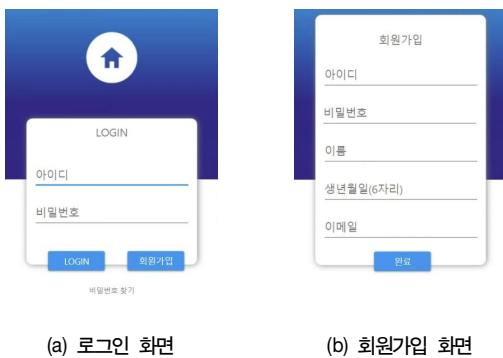 LOGIN
아이디
비밀번호
LOGIN 회원가입
비밀번호 찾기
(a) 로그인 화면
회원가입
아이디
비밀번호
이름
생년월일(6자리)
이메일
완료
(b) 회원가입 화면